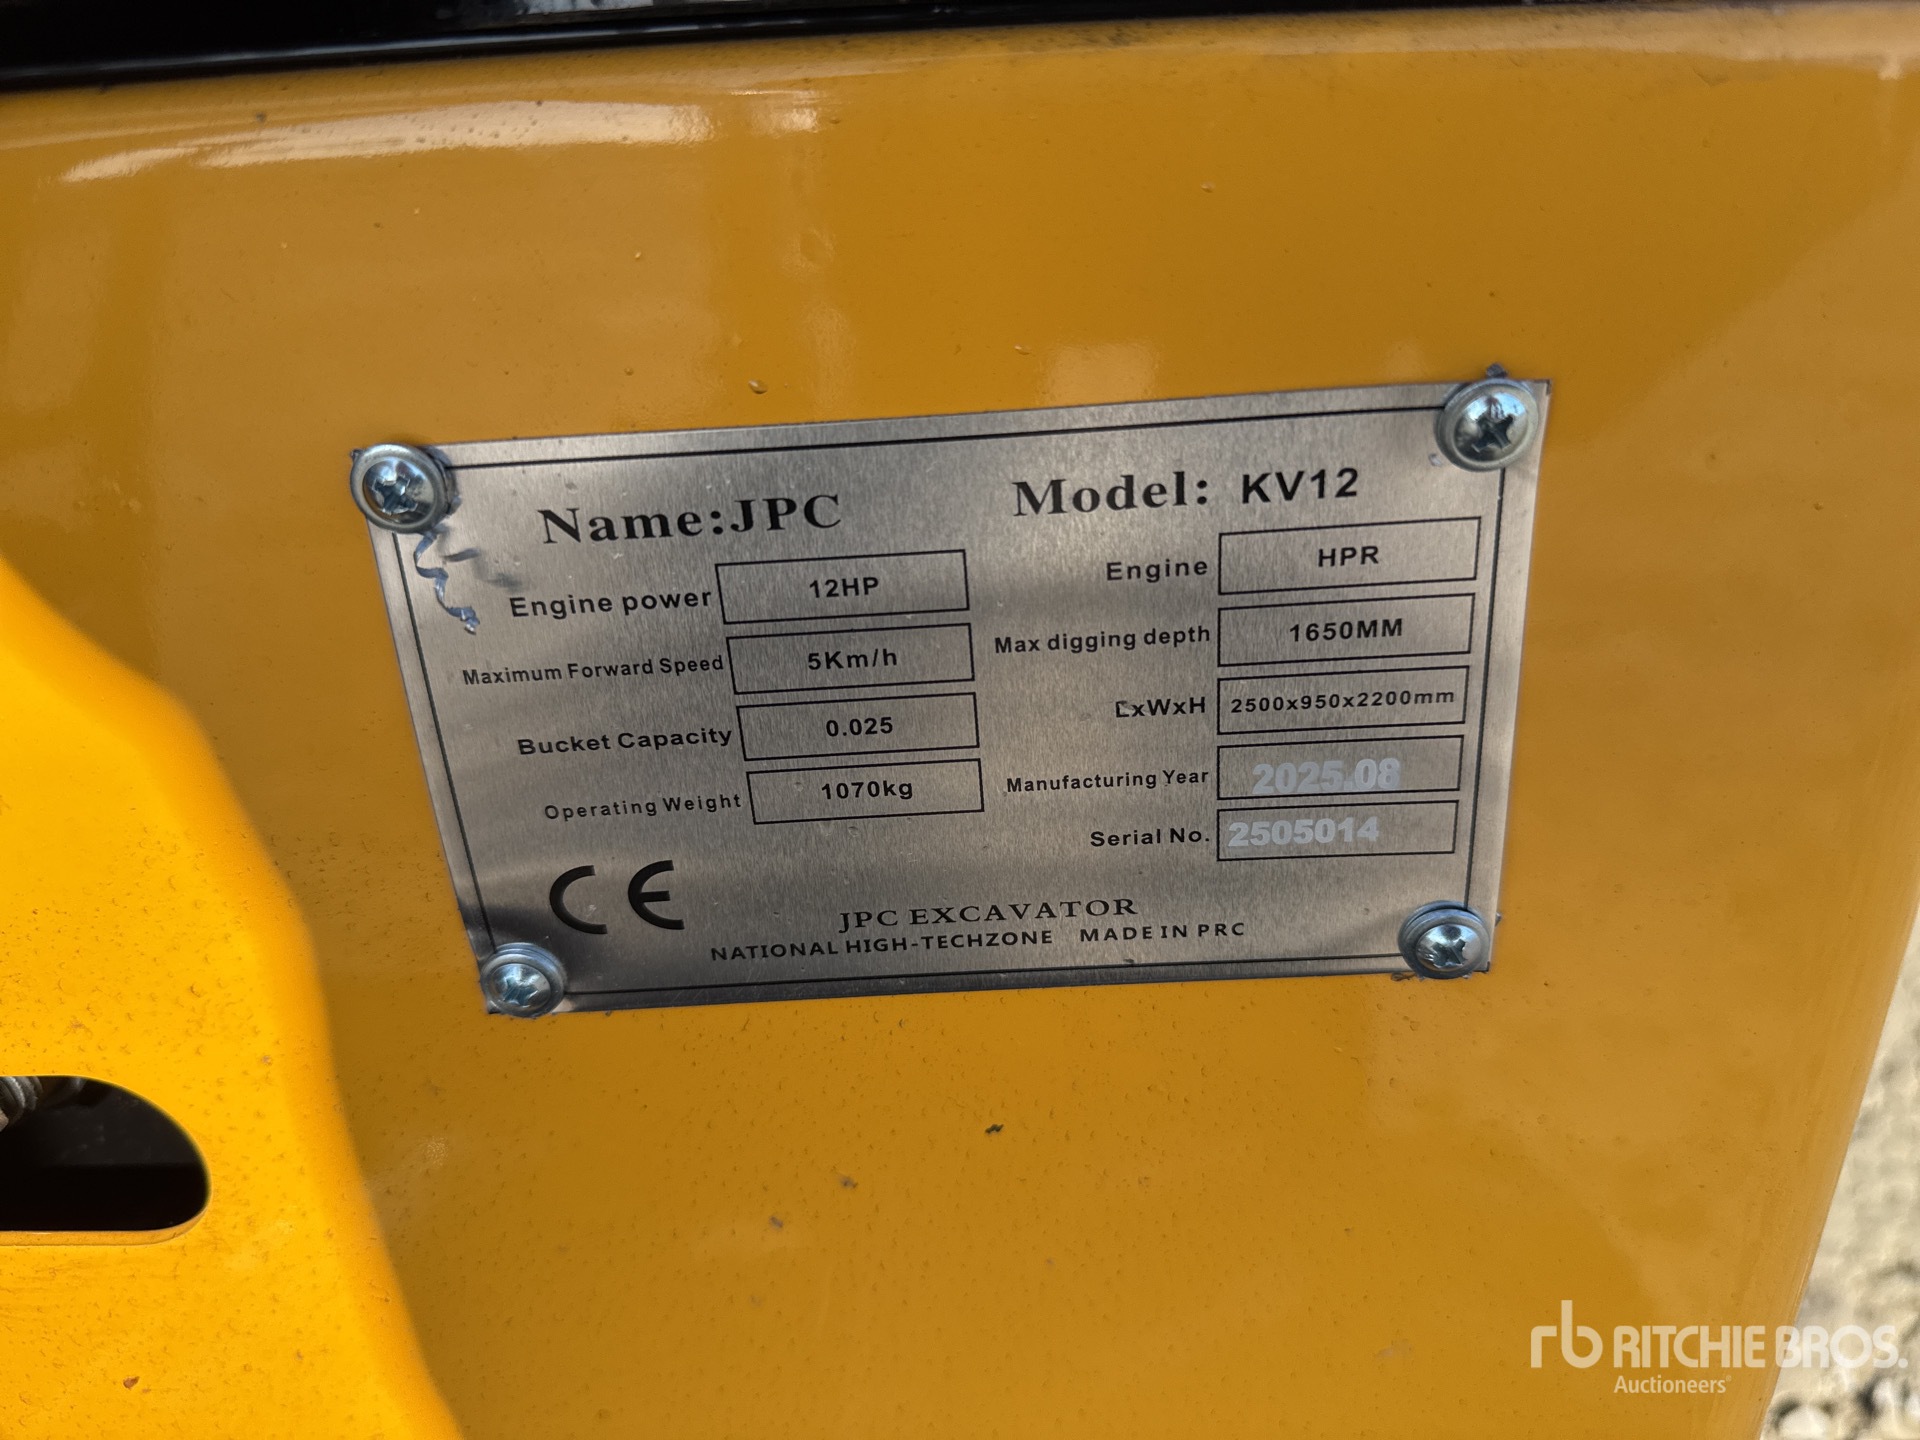 Name:JPC Model: KV12
Engine power 12HP Engine HPR
Maximum Forward Speed 5Km/h Max digging depth 1650MM
Bucket Capacity 0.025 LxWxH 2500x950x2200mm
Operating Weight 1070kg Manufacturing Year 2025.08
Serial No. 2505014
CE
JPC EXCAVATOR
NATIONAL HIGH-TECHZONE MADE IN PRC
rb RITCHIE BROS.
Auctioneers